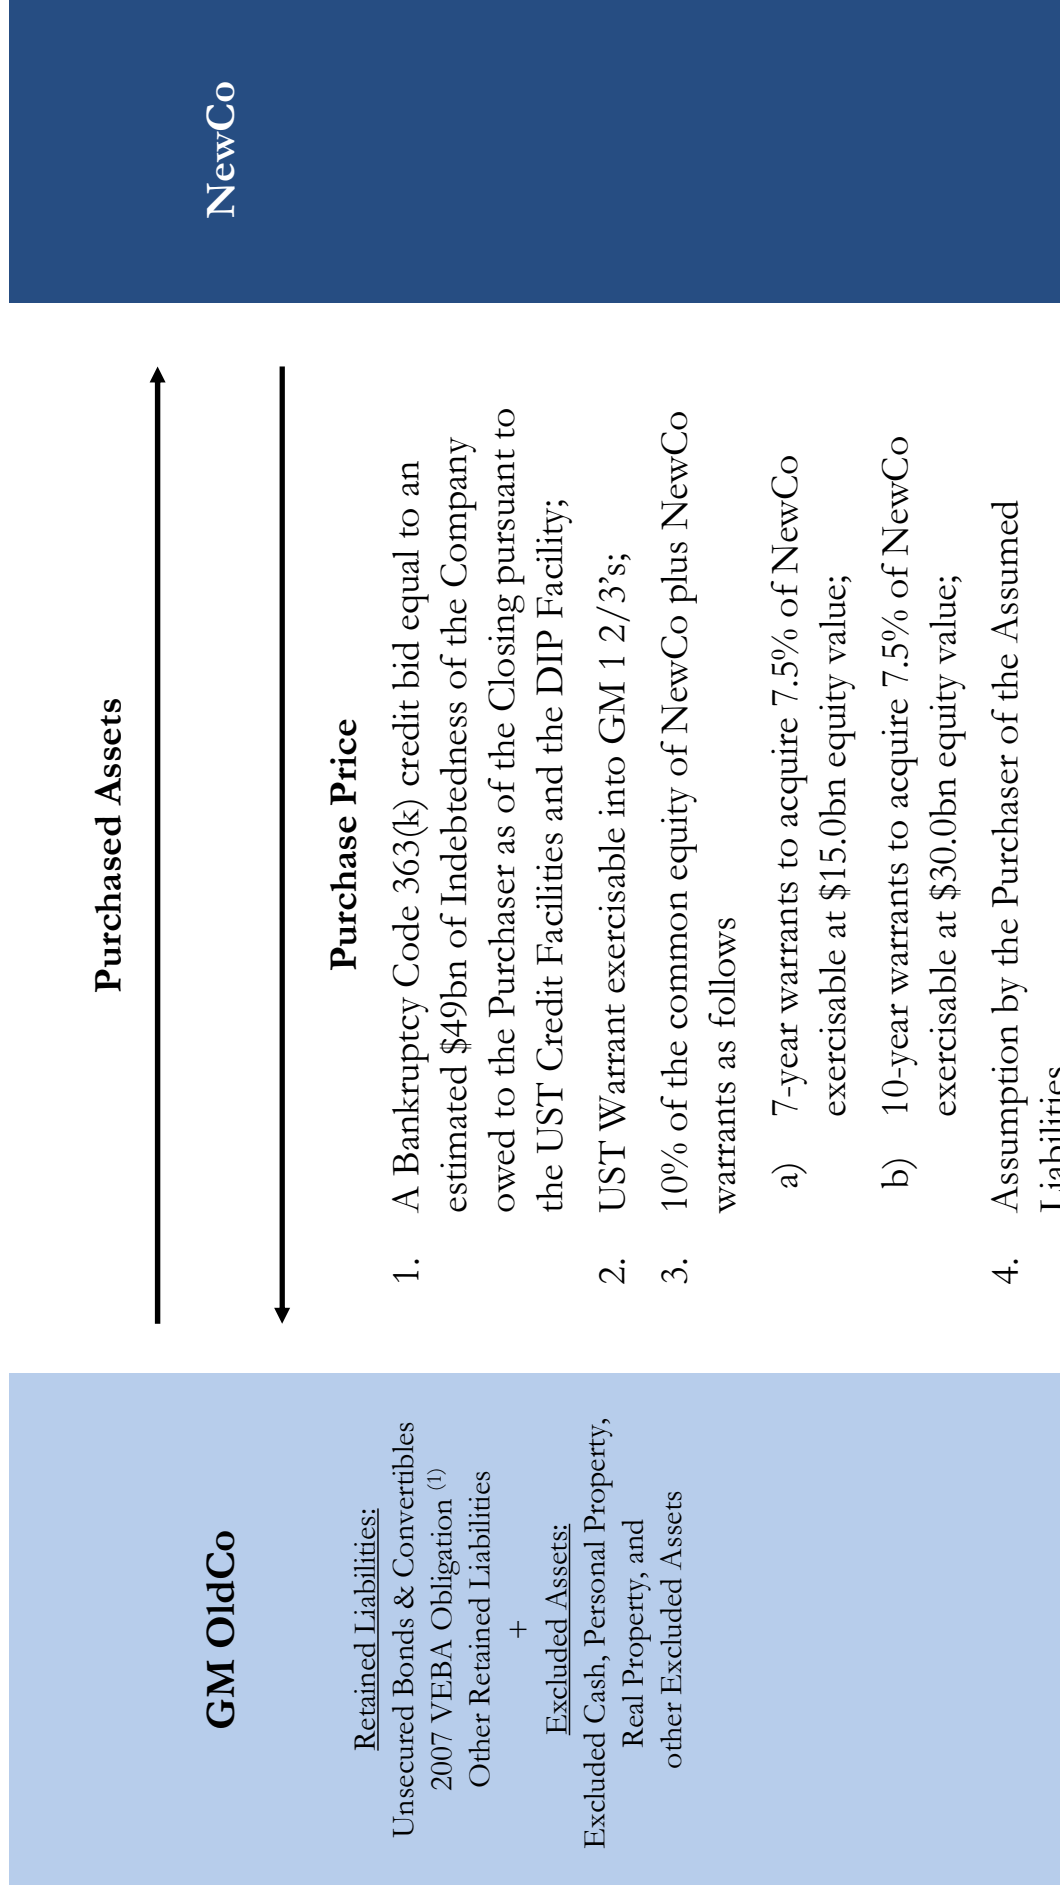 GM OldCo
Retained Liabilities:
Unsecured Bonds & Convertibles
2007 VEBA Obligation (1)
Other Retained Liabilities
+
Excluded Assets:
Excluded Cash, Personal Property,
Real Property, and
other Excluded Assets
Purchased Assets
Purchase Price
1. A Bankruptcy Code 363(k) credit bid equal to an
estimated $49bn of Indebtedness of the Company
owed to the Purchaser as of the Closing pursuant to
the UST Credit Facilities and the DIP Facility;
2. UST Warrant exercisable into GM 1 2/3's;
3. 10% of the common equity of NewCo plus NewCo
warrants as follows
a) 7-year warrants to acquire 7.5% of NewCo
exercisable at $15.0bn equity value;
b) 10-year warrants to acquire 7.5% of NewCo
exercisable at $30.0bn equity value;
4. Assumption by the Purchaser of the Assumed
Liabilities
NewCo